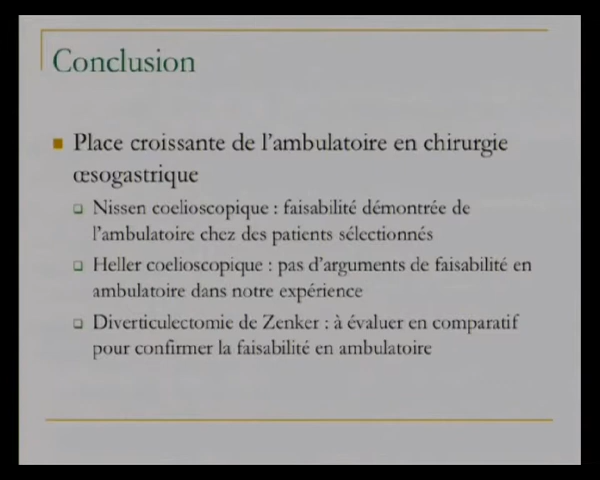 Conclusion
Place croissante de l'ambulatoire en chirurgie
œsogastrique
Nissen coelioscopique : faisabilité démontrée de
l'ambulatoire chez des patients sélectionnés
Heller coelioscopique : pas d'arguments de faisabilité en
ambulatoire dans notre expérience
Diverticulectomie de Zenker : à évaluer en comparatif
pour confirmer la faisabilité en ambulatoire